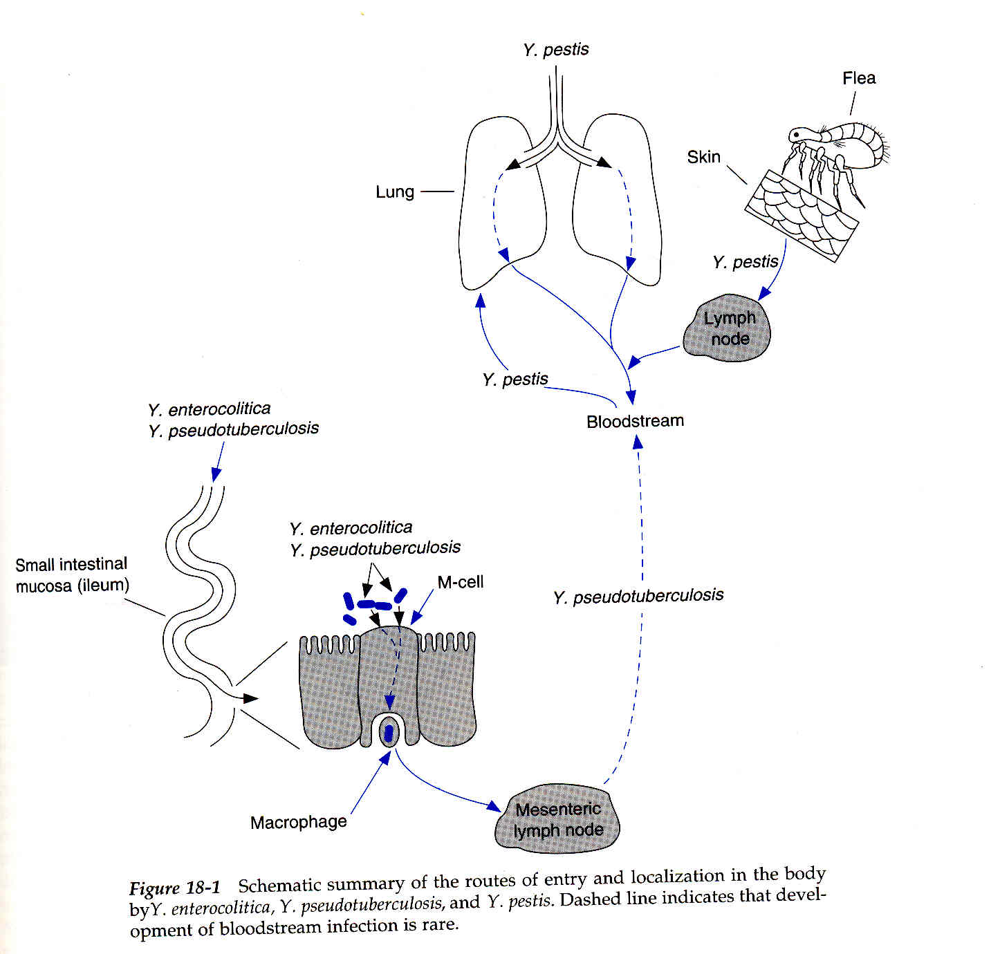 Y. pestis
Flea
Skin
Lung
Y. pestis
Lymph
node
Y. pestis
Bloodstream
Y. enterocolitica
Y. pseudotuberculosis
Y. enterocolitica
Y. pseudotuberculosis
Small intestinal
mucosa (ileum)
M-cell
Y. pseudotuberculosis
Macrophage
Mesenteric
lymph node
Figure 18-1 Schematic summary of the routes of entry and localization in the body
byY. enterocolitica, Y. pseudotuberculosis, and Y. pestis. Dashed line indicates that devel-
opment of bloodstream infection is rare.